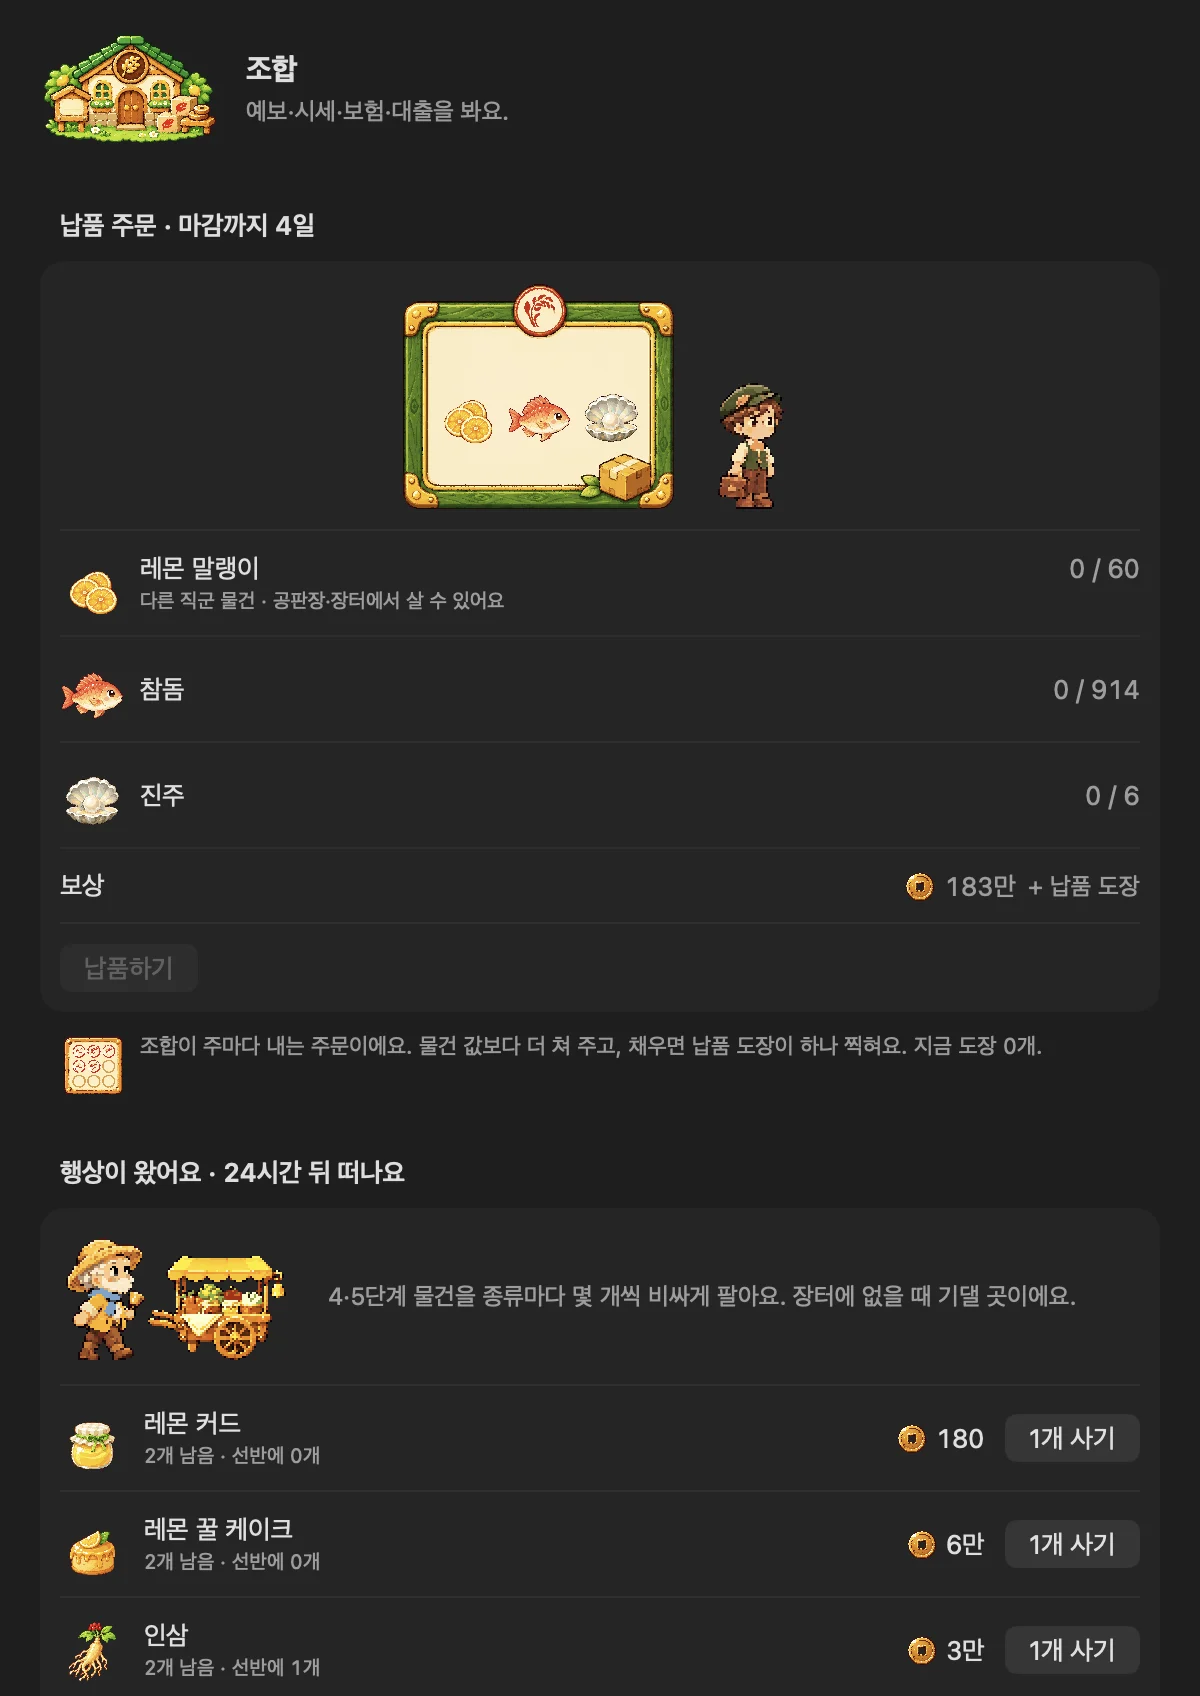 조합
예보·시세·보험·대출을 봐요.
납품 주문 · 마감까지 4일
레몬 말랭이
0 / 60
다른 직군 물건 · 공판장·장터에서 살 수 있어요
참돔
0 / 914
진주
0 / 6
보상
183만 + 납품 도장
납품하기
조합이 주마다 내는 주문이에요. 물건 값보다 더 쳐 주고, 채우면 납품 도장이 하나 찍혀요. 지금 도장 0개.
행상이 왔어요 · 24시간 뒤 떠나요
4·5단계 물건을 종류마다 몇 개씩 비싸게 팔아요. 장터에 없을 때 기댈 곳이에요.
레몬 커드
2개 남음 · 선반에 0개
180
1개 사기
레몬 꿀 케이크
2개 남음 · 선반에 0개
6만
1개 사기
인삼
2개 남음 · 선반에 1개
3만
1개 사기